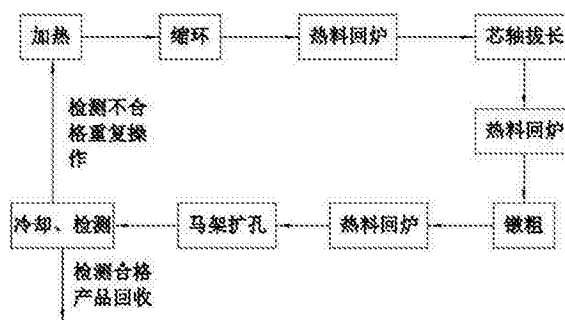 加热
缩环
热料回炉
芯轴拔长
检测不合
格重复操
作
热料回炉
冷却、检测
马架扩孔
热料回炉
镦粗
检测合格
产品回收